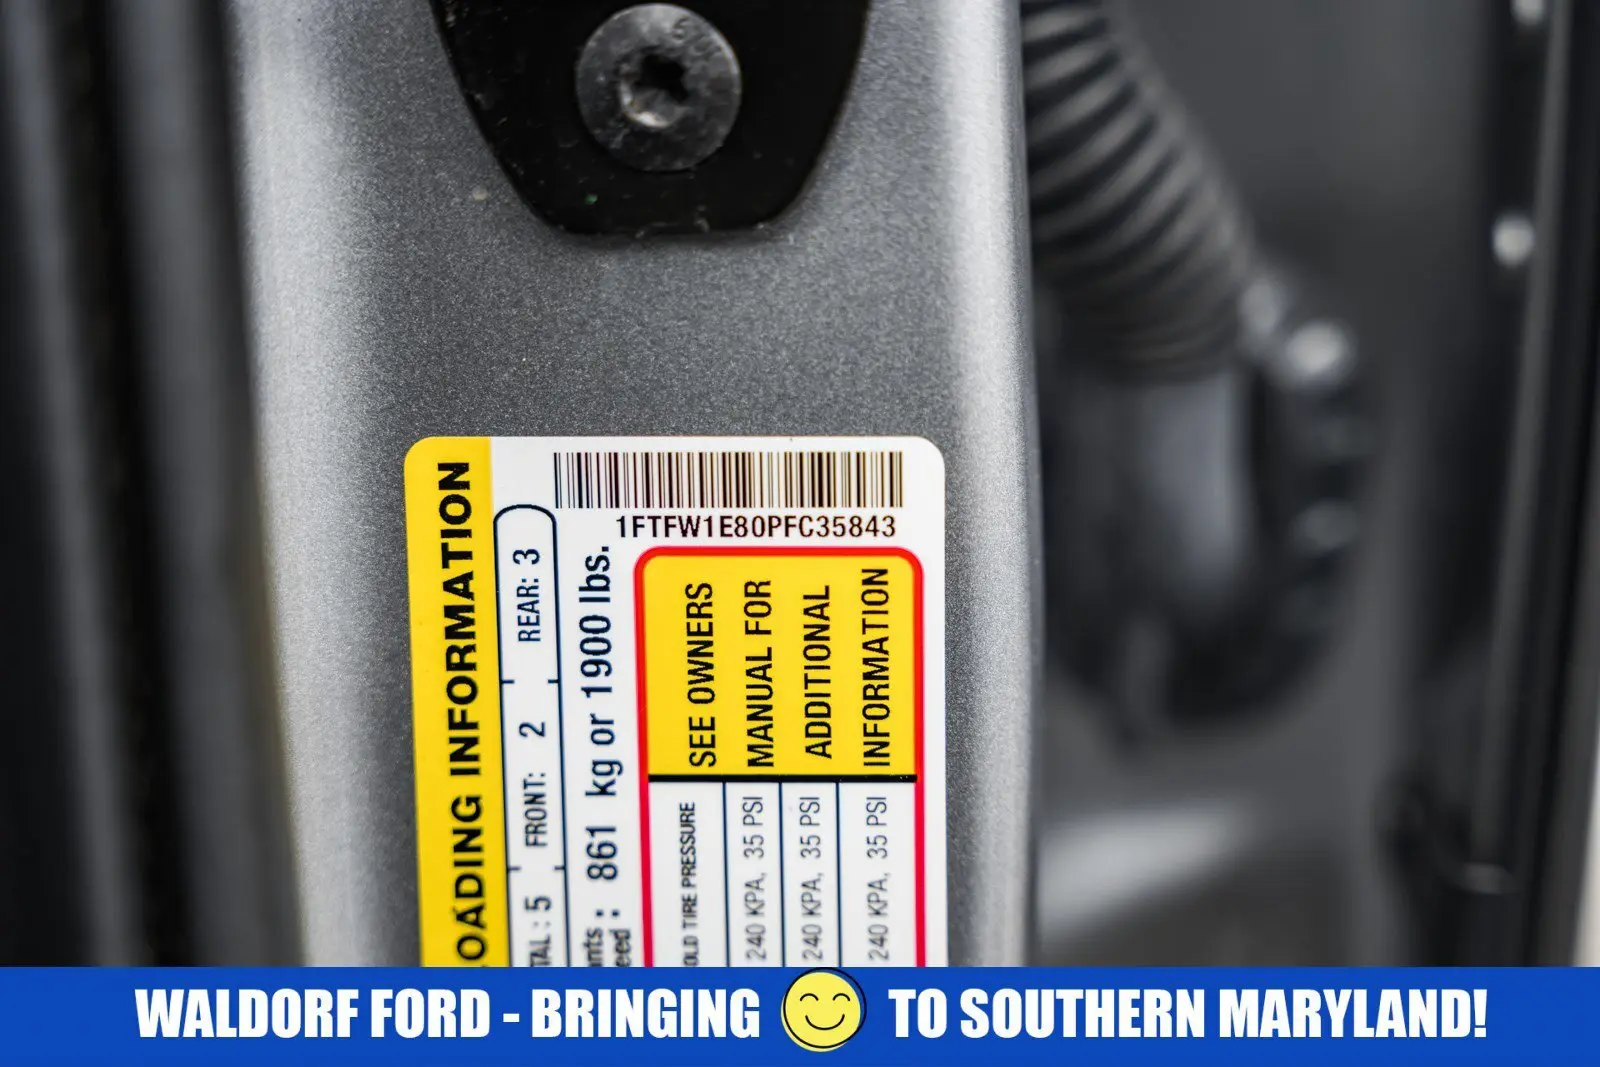 1FTFW1E80PFC35843
LOADING INFORMATION
TAL : 5 FRONT: 2 REAR: 3
861 kg or 1900 lbs.
SEE OWNERS
MANUAL FOR
ADDITIONAL
INFORMATION
OLD TIRE PRESSURE
240 KPA, 35 PSI
240 KPA, 35 PSI
240 KPA, 35 PSI
WALDORF FORD - BRINGING TO SOUTHERN MARYLAND!